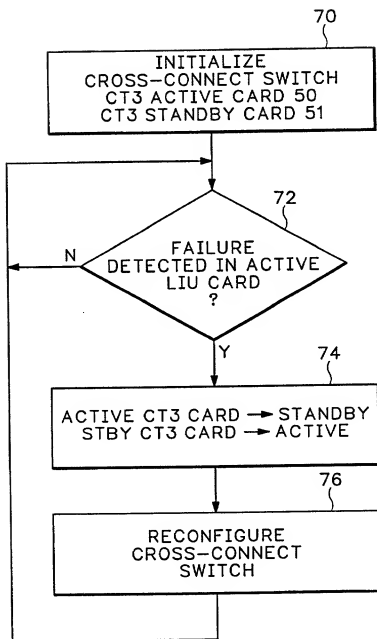 70
INITIALIZE
CROSS-CONNECT SWITCH
CT3 ACTIVE CARD 50
CT3 STANDBY CARD 51
72
N
FAILURE
DETECTED IN ACTIVE
LIU CARD
?
Y
74
ACTIVE CT3 CARD → STANDBY
STBY CT3 CARD → ACTIVE
76
RECONFIGURE
CROSS-CONNECT
SWITCH